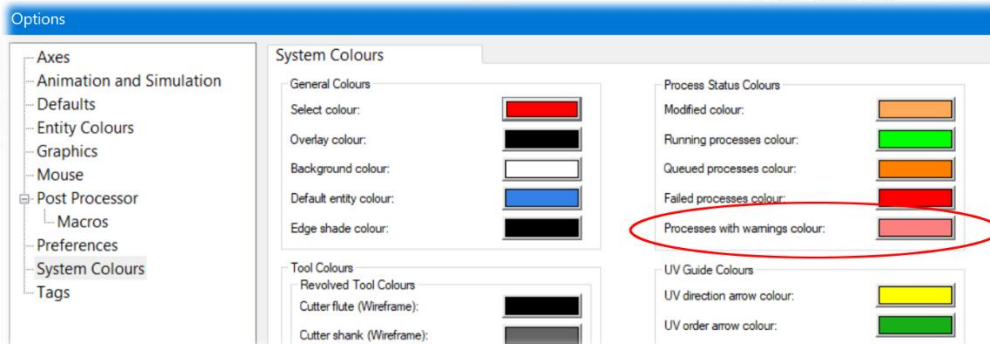 Options
Axes
Animation and Simulation
Defaults
Entity Colours
Graphics
Mouse
Post Processor
Macros
Preferences
System Colours
Tags
System Colours
General Colours
Select colour:
Overlay colour:
Background colour:
Default entity colour:
Edge shade colour:
Tool Colours
Revolved Tool Colours
Cutter flute (Wireframe):
Cutter shank (Wireframe):
Process Status Colours
Modified colour:
Running processes colour:
Queued processes colour:
Failed processes colour:
Processes with warnings colour:
UV Guide Colours
UV direction arrow colour:
UV order arrow colour: